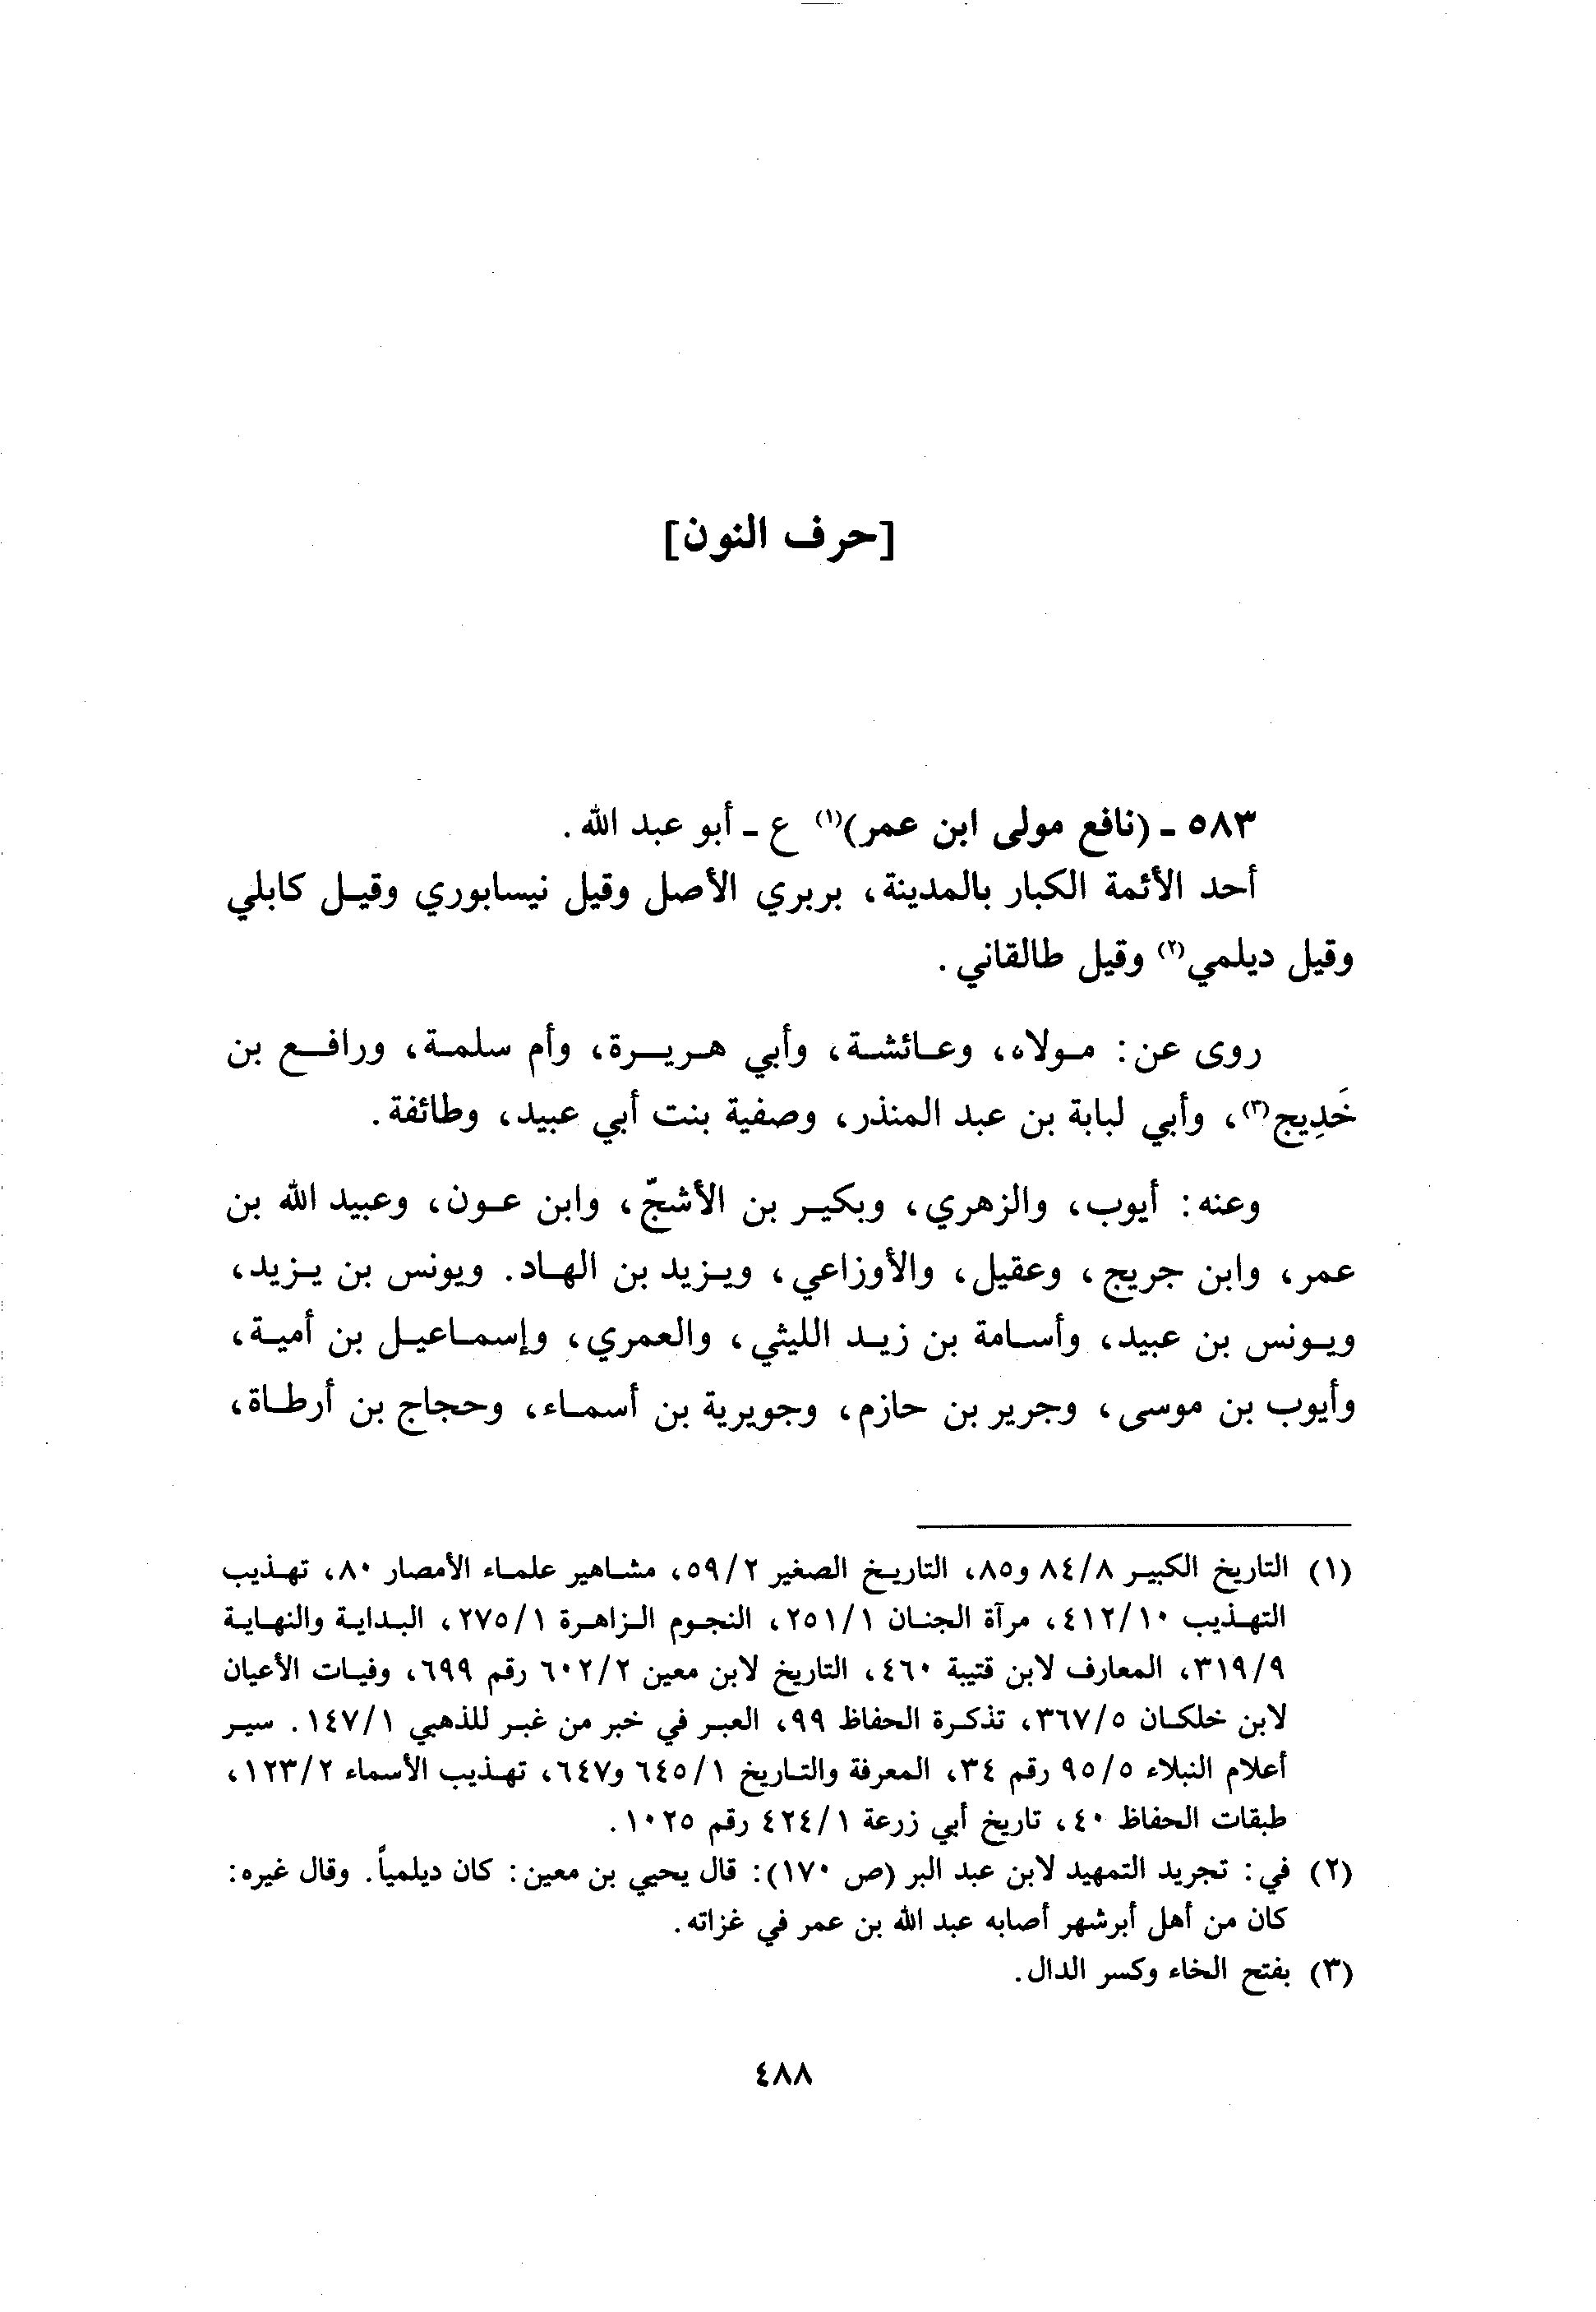 [حرف النون]
٥٨٣ - (نافع مولى ابن عمر)(١) ع - أبو عبد الله.
أحد الأئمة الكبار بالمدينة، بربري الأصل وقيل نيسابوري وقيل كابلي
وقيل ديلمي(٢) وقيل طالقاني.
روى عن: مولاه، وعائشة، وأبي هريرة، وأم سلمة، ورافع بن
خَدِيج(٣)، وأبي لبابة بن عبد المنذر، وصفية بنت أبي عبيد، وطائفة.
وعنه: أيوب، والزهري، وبكير بن الأشجّ، وابن عون، وعبيد الله بن
عمر، وابن جريج، وعقيل، والأوزاعي، ويزيد بن الهاد. ويونس بن يزيد،
ويونس بن عبيد، وأسامة بن زيد الليثي، والعمري، وإسماعيل بن أمية،
وأيوب بن موسى، وجرير بن حازم، وجويرية بن أسماء، وحجاج بن أرطاة،
(١) التاريخ الكبير ٨٤/٨ و٨٥، التاريخ الصغير ٥٩/٢، مشاهير علماء الأمصار ٨٠، تهذيب
التهذيب ٤١٢/١٠، مرآة الجنان ٢٥١/١، النجوم الزاهرة ٢٧٥/١، البداية والنهاية
٣١٩/٩، المعارف لابن قتيبة ٤٦٠، التاريخ لابن معين ٦٠٢/٢ رقم ٦٩٩، وفيات الأعيان
لابن خلكان ٣٦٧/٥، تذكرة الحفاظ ٩٩، العبر في خبر من غبر للذهبي ١٤٧/١. سير
أعلام النبلاء ٩٥/٥ رقم ٣٤، المعرفة والتاريخ ٦٤٥/١ و٦٤٧، تهذيب الأسماء ١٢٣/٢،
طبقات الحفاظ ٤٠، تاريخ أبي زرعة ٤٢٤/١ رقم ١٠٢٥.
(٢) في: تجريد التمهيد لابن عبد البر (ص ١٧٠): قال يحيي بن معين: كان ديلمياً. وقال غيره:
كان من أهل أبرشهر أصابه عبد الله بن عمر في غزاته.
(٣) بفتح الخاء وكسر الدال.
٤٨٨